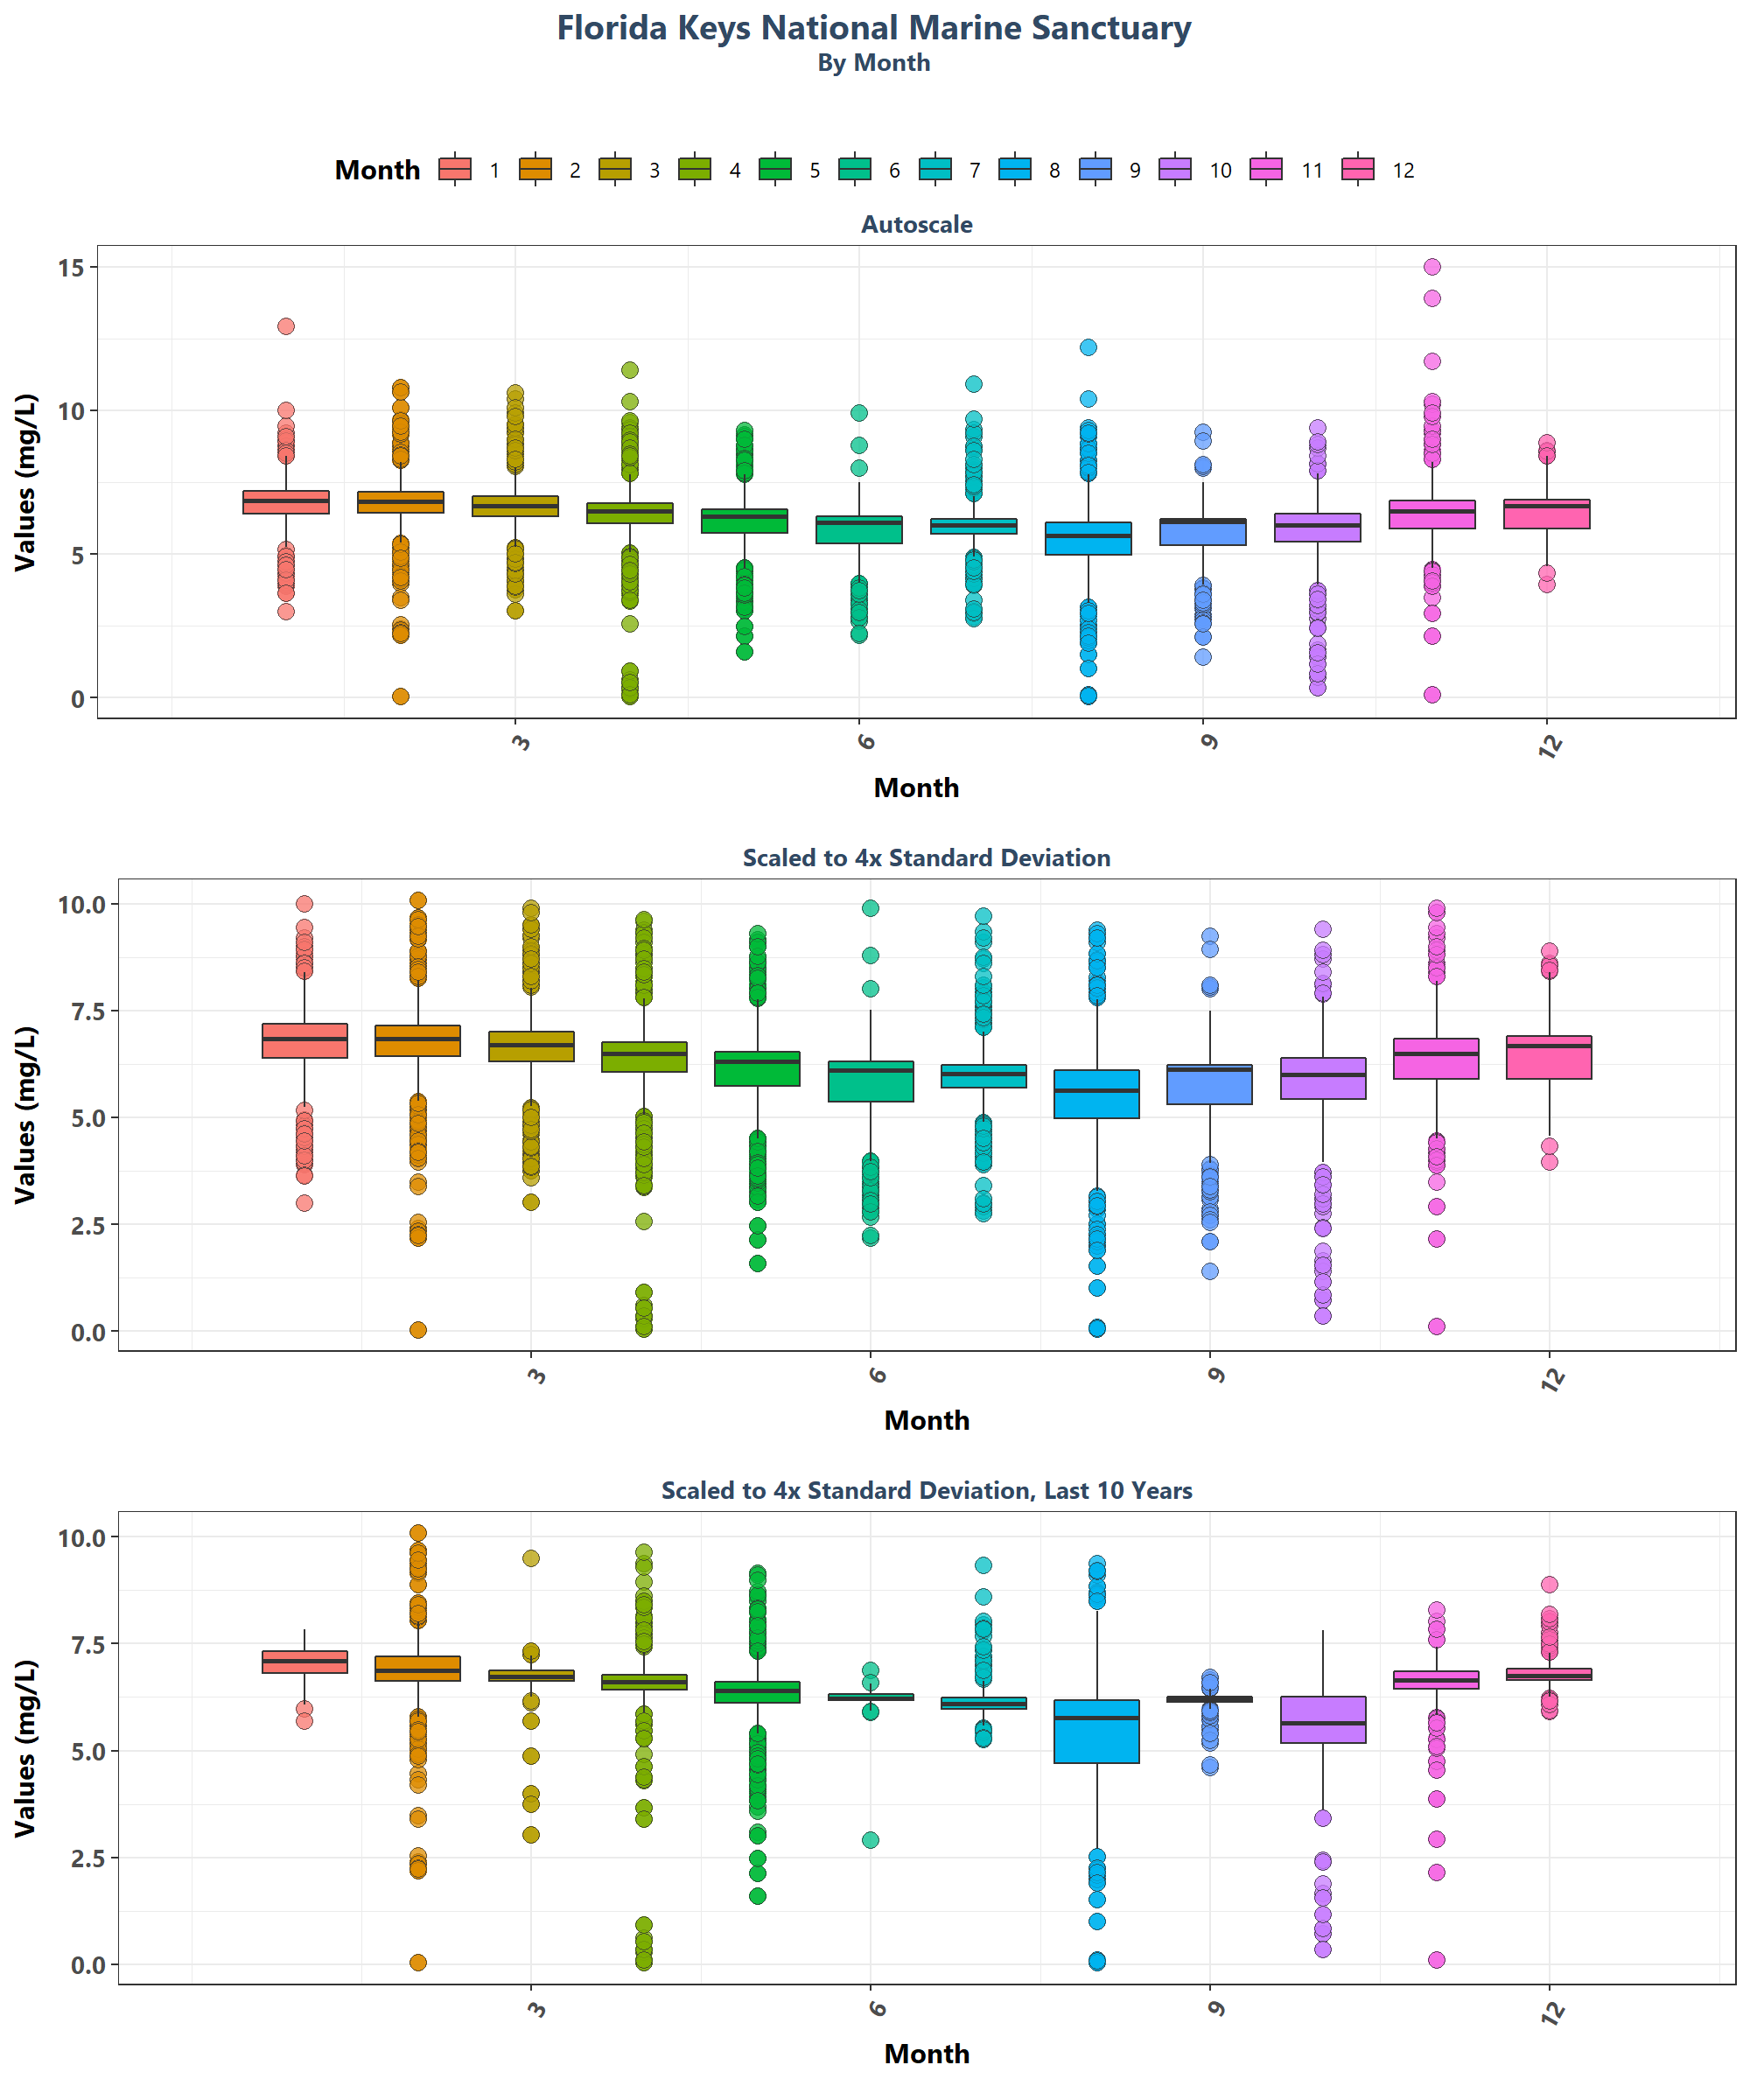 Florida Keys National Marine Sanctuary
By Month
Month 1 2 3 4 5 6 7 8 9 10 11 12
Autoscale
Values (mg/L)
15
10
5
0
3 6 9 12
Month
Scaled to 4x Standard Deviation
Values (mg/L)
10.0
7.5
5.0
2.5
0.0
3 6 9 12
Month
Scaled to 4x Standard Deviation, Last 10 Years
Values (mg/L)
10.0
7.5
5.0
2.5
0.0
3 6 9 12
Month